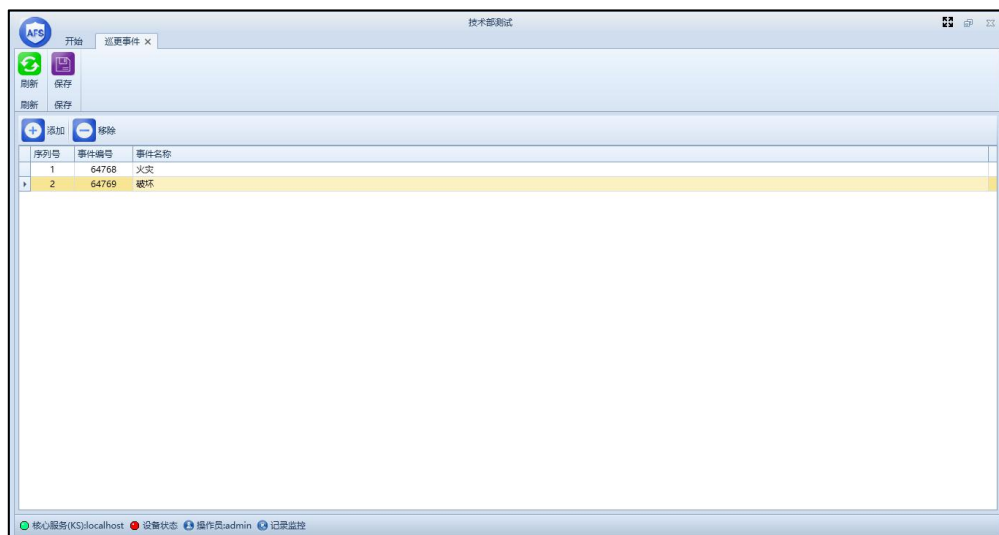 技术部测试
AFS
开始 巡更事件 ×
刷新 保存
刷新 保存
添加 移除
序列号 事件编号 事件名称
1 64768 火灾
2 64769 破坏
核心服务(KS):localhost 设备状态 操作员:admin 记录监控